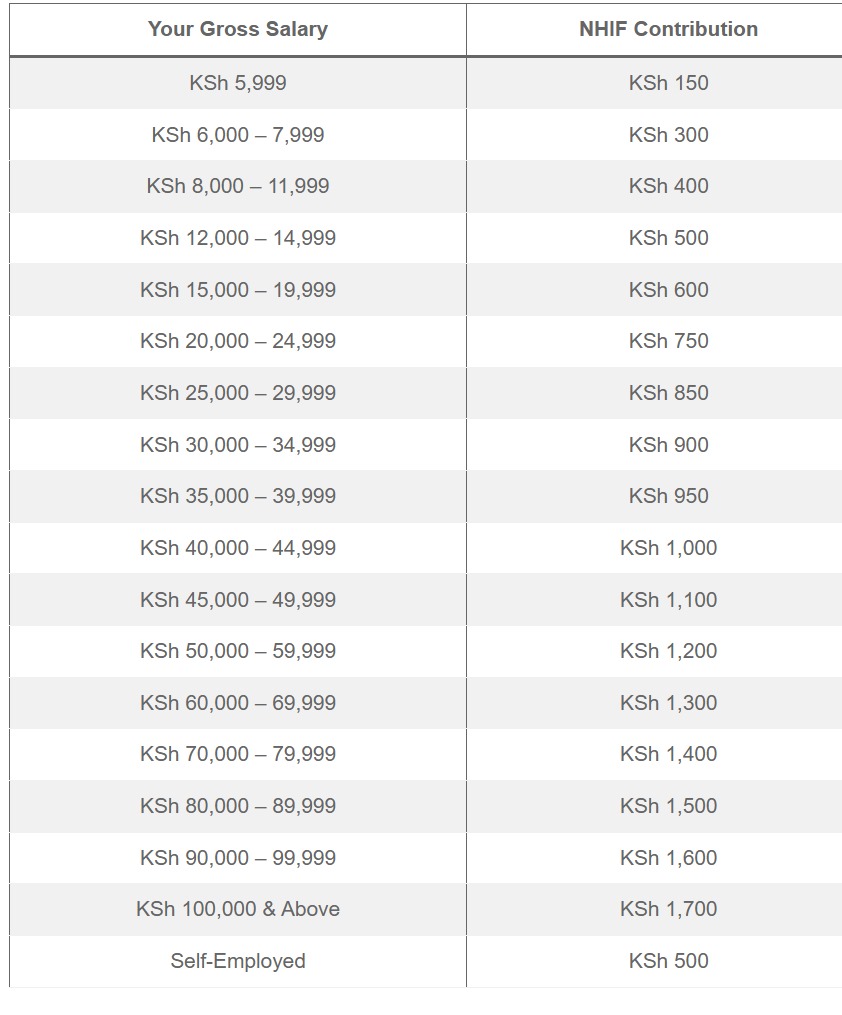 Your Gross Salary NHIF Contribution
KSh 5,999 KSh 150
KSh 6,000 – 7,999 KSh 300
KSh 8,000 – 11,999 KSh 400
KSh 12,000 – 14,999 KSh 500
KSh 15,000 – 19,999 KSh 600
KSh 20,000 – 24,999 KSh 750
KSh 25,000 – 29,999 KSh 850
KSh 30,000 – 34,999 KSh 900
KSh 35,000 – 39,999 KSh 950
KSh 40,000 – 44,999 KSh 1,000
KSh 45,000 – 49,999 KSh 1,100
KSh 50,000 – 59,999 KSh 1,200
KSh 60,000 – 69,999 KSh 1,300
KSh 70,000 – 79,999 KSh 1,400
KSh 80,000 – 89,999 KSh 1,500
KSh 90,000 – 99,999 KSh 1,600
KSh 100,000 & Above KSh 1,700
Self-Employed KSh 500